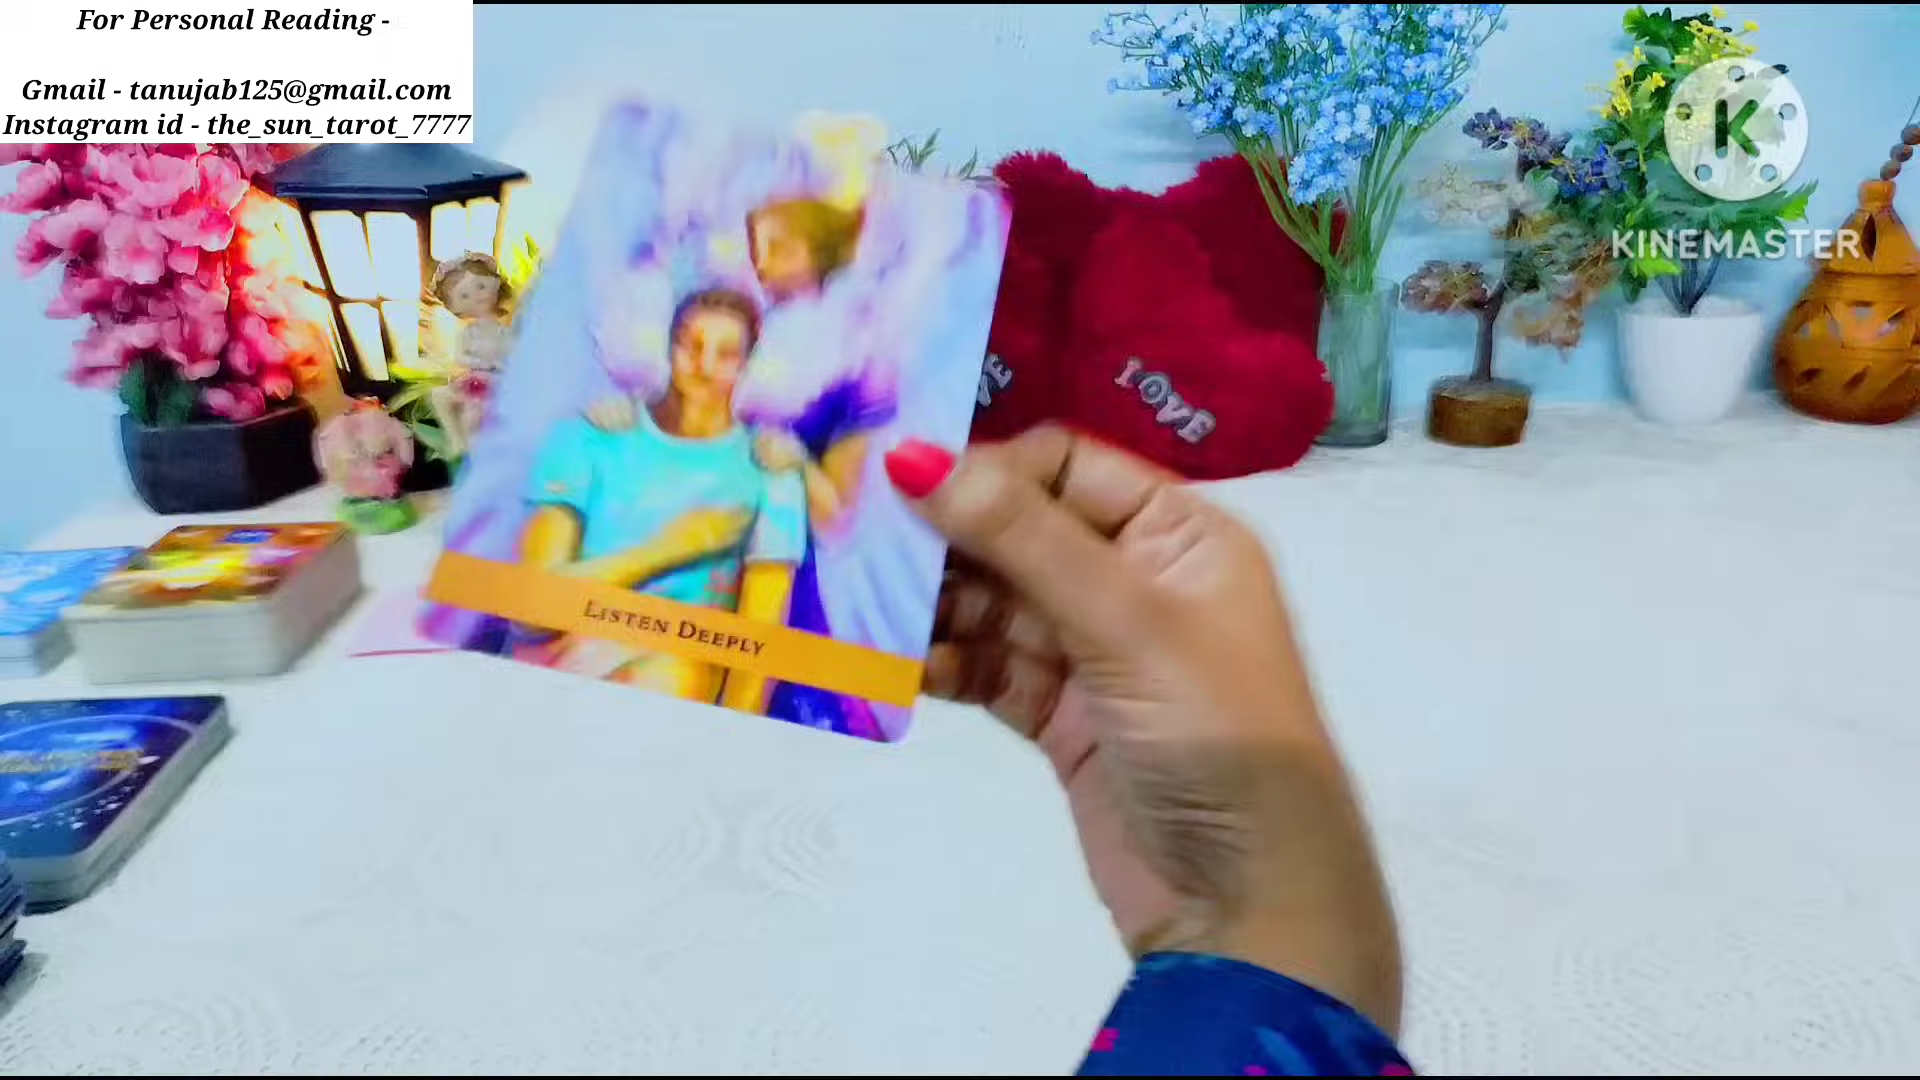 For Personal Reading -
Gmail - tanujab125@gmail.com
Instagram id - the_sun_tarot_7777
KINEMASTER
LOVE
LISTEN DEEPLY